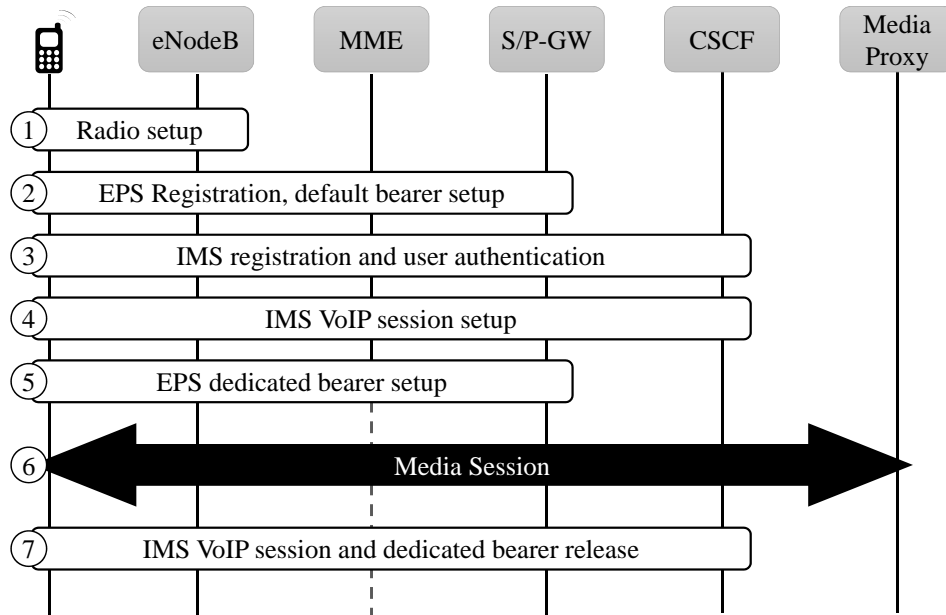 eNodeB
MME
S/P-GW
CSCF
Media
Proxy
1 Radio setup
2 EPS Registration, default bearer setup
3 IMS registration and user authentication
4 IMS VoIP session setup
5 EPS dedicated bearer setup
6 Media Session
7 IMS VoIP session and dedicated bearer release